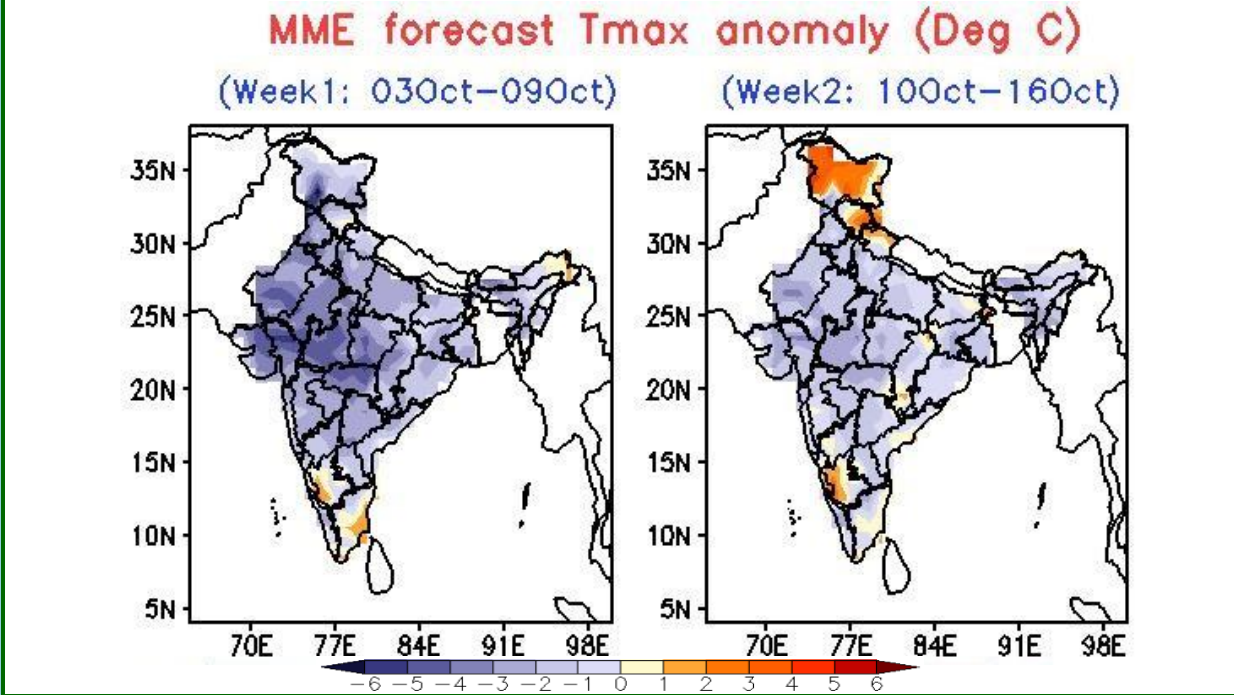 MME forecast Tmax anomaly (Deg C)
(Week1: 03Oct−09Oct)
(Week2: 10Oct−16Oct)
35N
30N
25N
20N
15N
10N
5N
70E 77E 84E 91E 98E
35N
30N
25N
20N
15N
10N
5N
70E 77E 84E 91E 98E
−6 −5 −4 −3 −2 −1 0 1 2 3 4 5 6